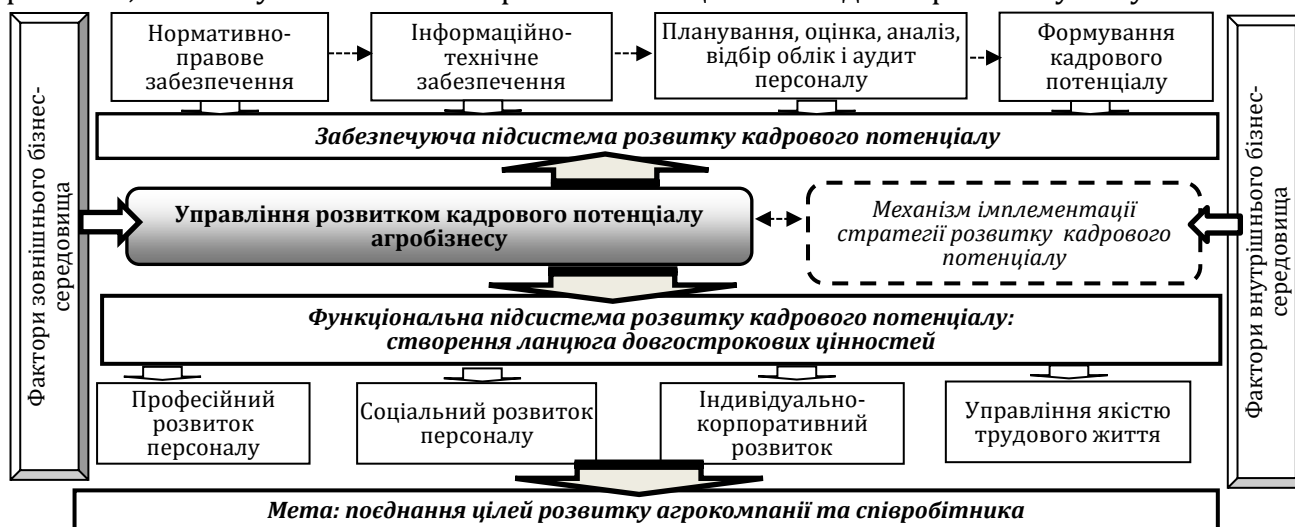 Нормативно-
правове
забезпечення
Інформаційно-
технічне
забезпечення
Планування, оцінка, аналіз,
відбір облік і аудит
персоналу
Формування
кадрового
потенціалу
Забезпечуюча підсистема розвитку кадрового потенціалу
Фактори зовнішнього бізнес-
середовища
Управління розвитком кадрового потенціалу
агробізнесу
Механізм імплементації
стратегії розвитку кадрового
потенціалу
Фактори внутрішнього бізнес-
середовища
Функціональна підсистема розвитку кадрового потенціалу:
створення ланцюга довгострокових цінностей
Професійний
розвиток
персоналу
Соціальний розвиток
персоналу
Індивідуально-
корпоративний
розвиток
Управління якістю
трудового життя
Мета: поєднання цілей розвитку агрокомпанії та співробітника